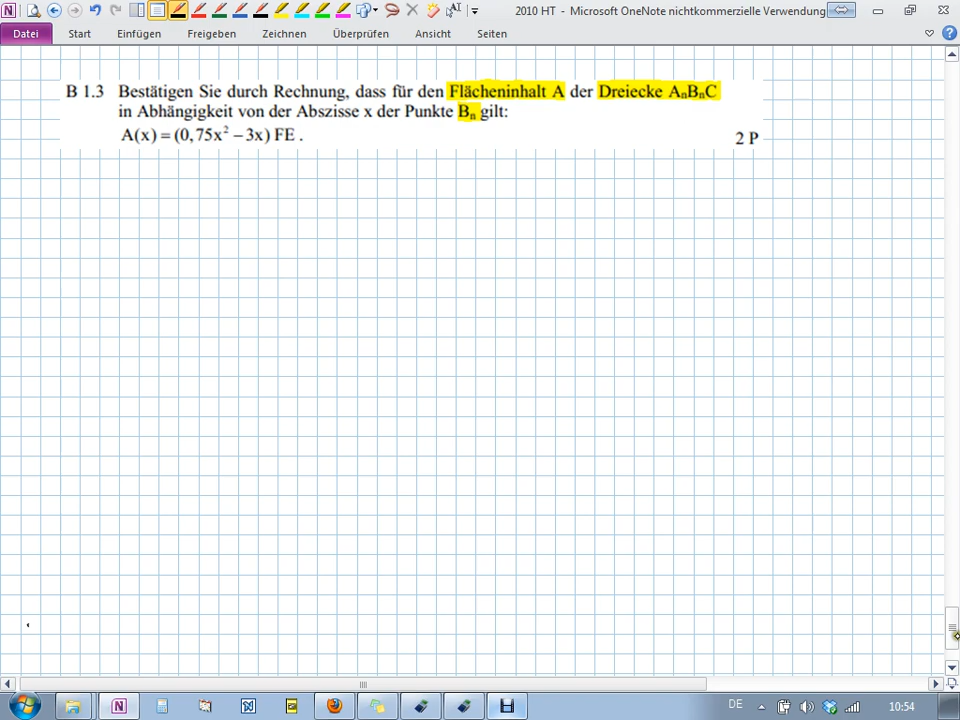 2010 HT - Microsoft OneNote nichtkommerzielle Verwendung
Datei Start Einfügen Freigeben Zeichnen Überprüfen Ansicht Seiten
B 1.3 Bestätigen Sie durch Rechnung, dass für den Flächeninhalt A der Dreiecke AₙBₙC
in Abhängigkeit von der Abszisse x der Punkte Bₙ gilt:
A(x) = (0,75x² – 3x) FE .
2 P
DE 10:54